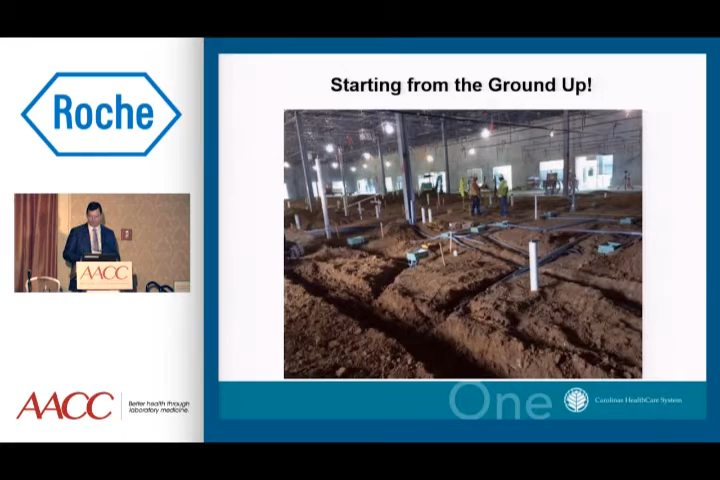 Roche
AACC
AACC
Better health through
laboratory medicine.
Starting from the Ground Up!
One
Carolinas HealthCare System